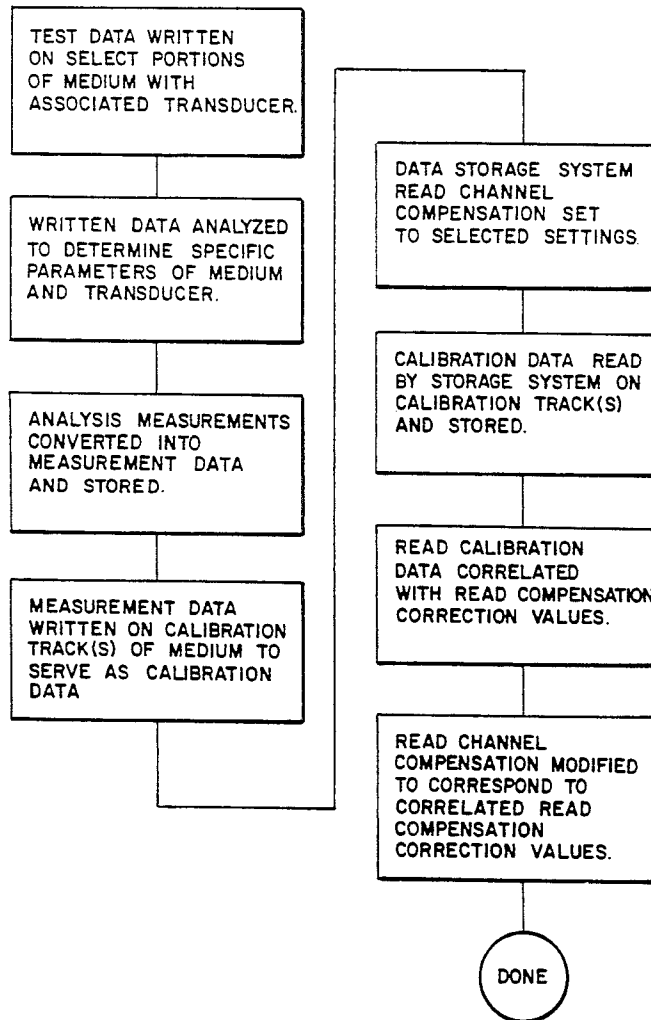 TEST DATA WRITTEN
ON SELECT PORTIONS
OF MEDIUM WITH
ASSOCIATED TRANSDUCER.
WRITTEN DATA ANALYZED
TO DETERMINE SPECIFIC
PARAMETERS OF MEDIUM
AND TRANSDUCER.
ANALYSIS MEASUREMENTS
CONVERTED INTO
MEASUREMENT DATA
AND STORED.
MEASUREMENT DATA
WRITTEN ON CALIBRATION
TRACK(S) OF MEDIUM TO
SERVE AS CALIBRATION
DATA
DATA STORAGE SYSTEM
READ CHANNEL
COMPENSATION SET
TO SELECTED SETTINGS.
CALIBRATION DATA READ
BY STORAGE SYSTEM ON
CALIBRATION TRACK(S)
AND STORED.
READ CALIBRATION
DATA CORRELATED
WITH READ COMPENSATION
CORRECTION VALUES.
READ CHANNEL
COMPENSATION MODIFIED
TO CORRESPOND TO
CORRELATED READ
COMPENSATION
CORRECTION VALUES.
DONE